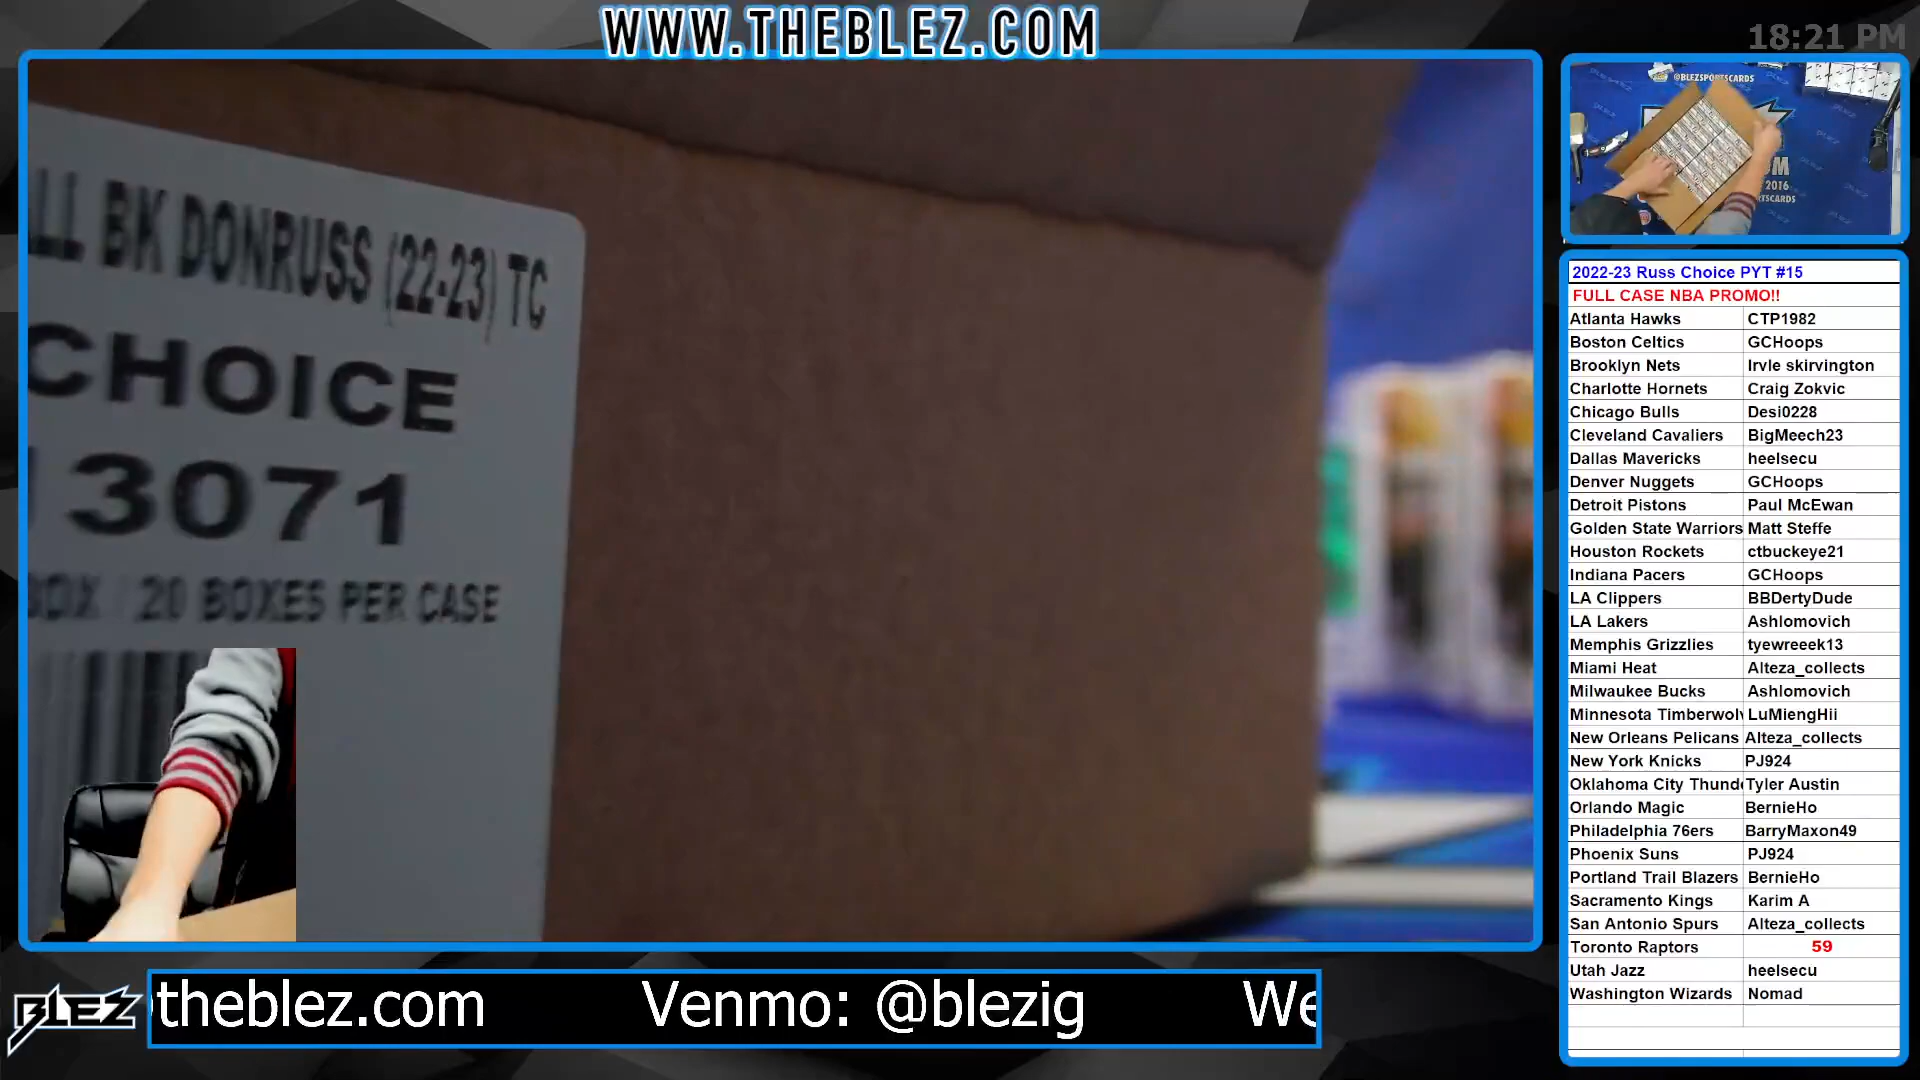 WWW.THEBLEZ.COM
18:21 PM
@BLEZSPORTSCARDS
2016
ALL BK DONRUSS (22-23) TC
CHOICE
13071
BOX / 20 BOXES PER CASE
2022-23 Russ Choice PYT #15
FULL CASE NBA PROMO!!
Atlanta Hawks CTP1982
Boston Celtics GCHoops
Brooklyn Nets Irvle skirvington
Charlotte Hornets Craig Zokvic
Chicago Bulls Desi0228
Cleveland Cavaliers BigMeech23
Dallas Mavericks heelsecu
Denver Nuggets GCHoops
Detroit Pistons Paul McEwan
Golden State Warriors Matt Steffe
Houston Rockets ctbuckeye21
Indiana Pacers GCHoops
LA Clippers BBDertyDude
LA Lakers Ashlomovich
Memphis Grizzlies tyewreeek13
Miami Heat Alteza_collects
Milwaukee Bucks Ashlomovich
Minnesota Timberwolv LuMiengHii
New Orleans Pelicans Alteza_collects
New York Knicks PJ924
Oklahoma City Thunde Tyler Austin
Orlando Magic BernieHo
Philadelphia 76ers BarryMaxon49
Phoenix Suns PJ924
Portland Trail Blazers BernieHo
Sacramento Kings Karim A
San Antonio Spurs Alteza_collects
Toronto Raptors 59
Utah Jazz heelsecu
Washington Wizards Nomad
BLEZ
theblez.com Venmo: @blezig We